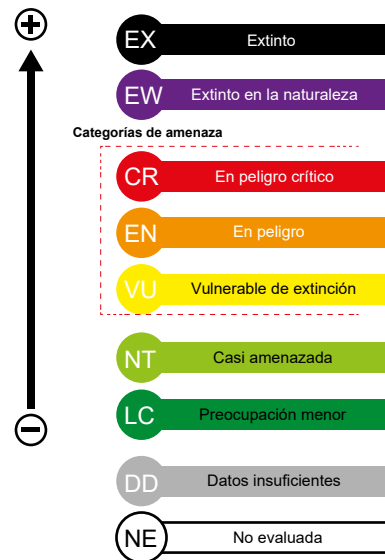 EX Extinto
EW Extinto en la naturaleza
Categorías de amenaza
CR En peligro crítico
EN En peligro
VU Vulnerable de extinción
NT Casi amenazada
LC Preocupación menor
DD Datos insuficientes
NE No evaluada